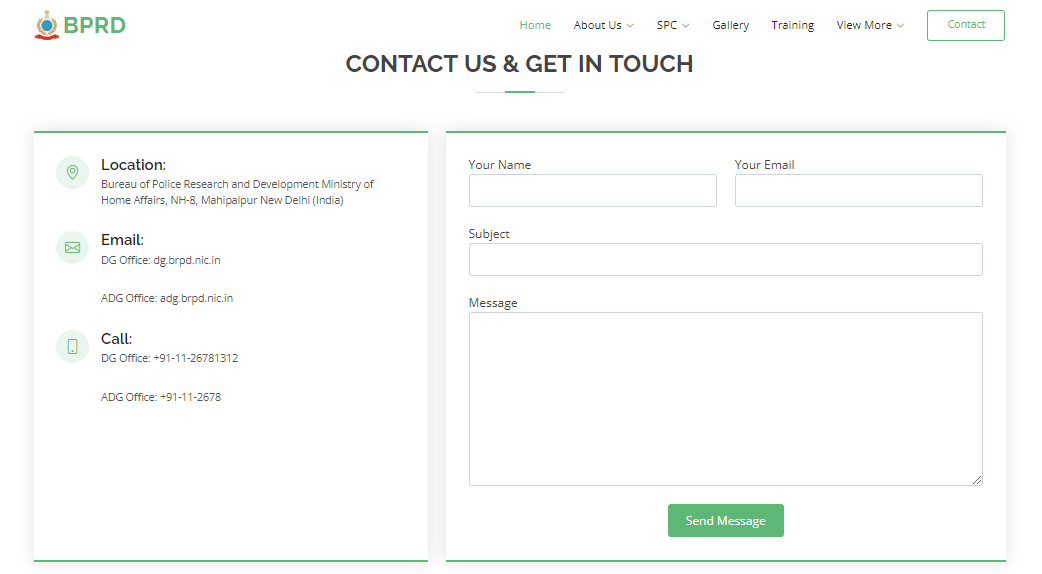 BPRD
Home About Us SPC Gallery Training View More Contact
CONTACT US & GET IN TOUCH
Location:
Bureau of Police Research and Development Ministry of
Home Affairs, NH-8, Mahipalpur New Delhi (India)
Email:
DG Office: dg.brpd.nic.in
ADG Office: adg.brpd.nic.in
Call:
DG Office: +91-11-26781312
ADG Office: +91-11-2678
Your Name
Your Email
Subject
Message
Send Message